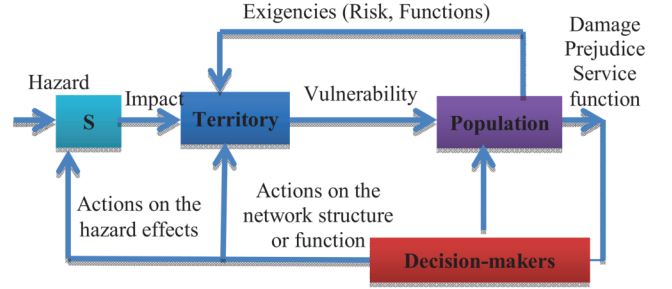 Exigencies (Risk, Functions)
Damage
Prejudice
Service
function
Hazard
Impact
Vulnerability
S
Territory
Population
Actions on the
hazard effects
Actions on the
network structure
or function
Decision-makers